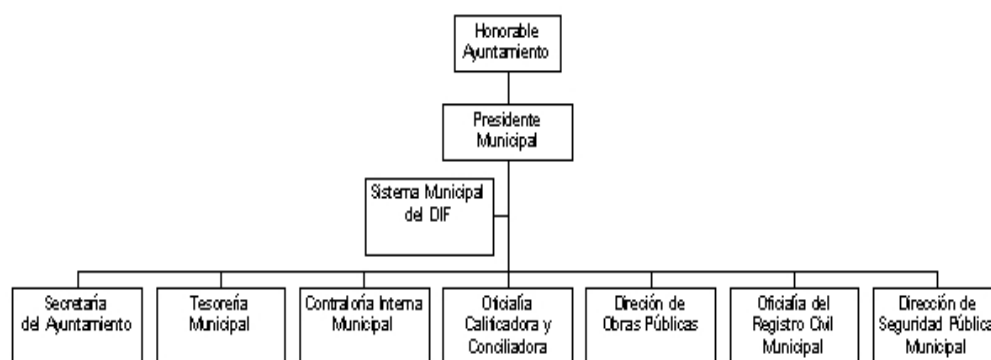 Honorable
Ayuntamiento
Presidente
Municipal
Sistema Municipal
del DIF
Secretaría
del Ayuntamiento
Tesorería
Municipal
Contraloría Interna
Municipal
Oficialía
Calificadora y
Conciliadora
Direción de
Obras Públicas
Oficialía del
Registro Civil
Municipal
Dirección de
Seguridad Pública
Municipal